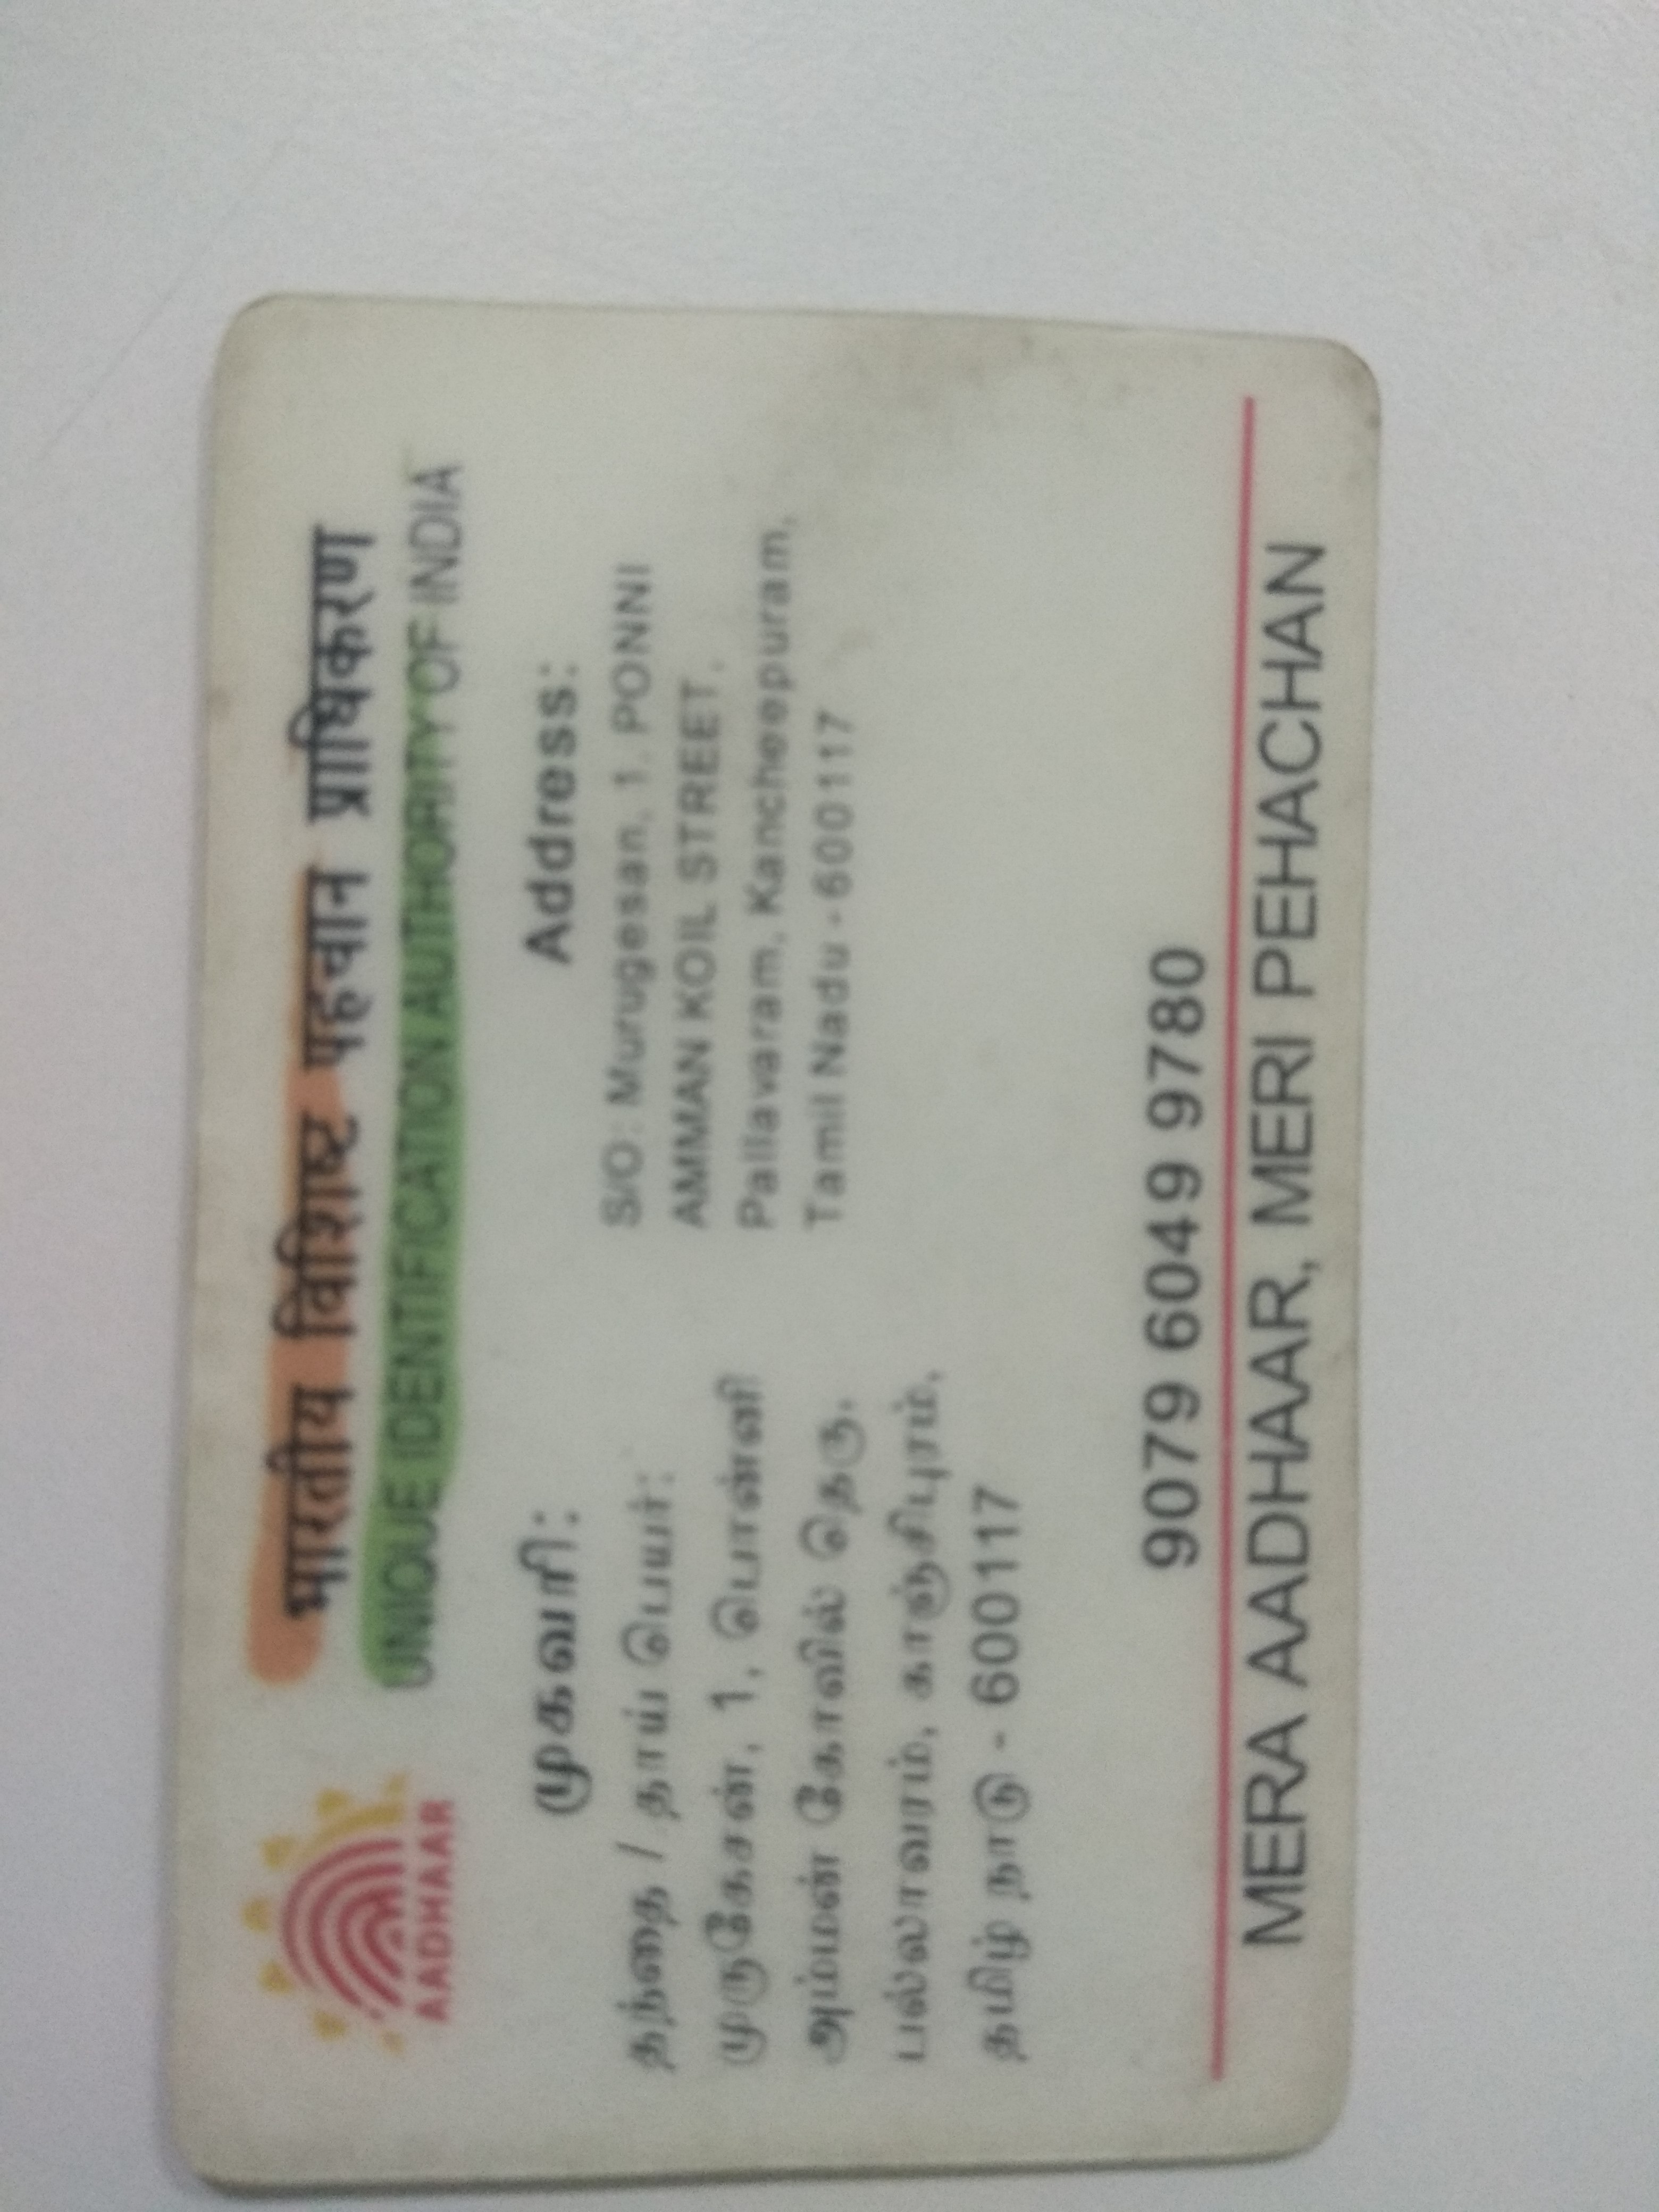 भारतीय विशिष्ट पहचान प्राधिकरण
UNIQUE IDENTIFICATION AUTHORITY OF INDIA
AADHAAR
முகவரி:
தந்தை / தாய் பெயர்:
முருகேசன், 1, பொன்னி
அம்மன் கோவில் தெரு,
பல்லாவரம், காஞ்சிபுரம்,
தமிழ் நாடு - 600117
Address:
S/O: Murugesan, 1, PONNI
AMMAN KOIL STREET,
Pallavaram, Kancheepuram,
Tamil Nadu - 600117
9079 6049 9780
MERA AADHAAR, MERI PEHACHAN